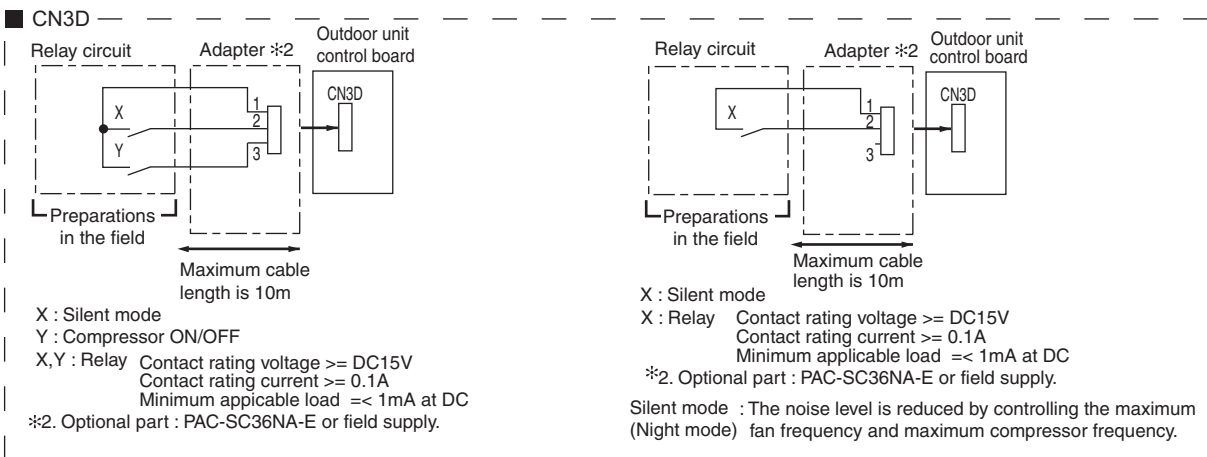 ■ CN3D
Relay circuit
Adapter ✻2
Outdoor unit
control board
X
Y
1
2
3
CN3D
Preparations
in the field
Maximum cable
length is 10m
X : Silent mode
Y : Compressor ON/OFF
X,Y : Relay Contact rating voltage >= DC15V
Contact rating current >= 0.1A
Minimum appicable load =< 1mA at DC
✻2. Optional part : PAC-SC36NA-E or field supply.
Relay circuit
Adapter ✻2
Outdoor unit
control board
X
1
2
3
CN3D
Preparations
in the field
Maximum cable
length is 10m
X : Silent mode
X : Relay Contact rating voltage >= DC15V
Contact rating current >= 0.1A
Minimum applicable load =< 1mA at DC
✻2. Optional part : PAC-SC36NA-E or field supply.
Silent mode : The noise level is reduced by controlling the maximum
(Night mode) fan frequency and maximum compressor frequency.